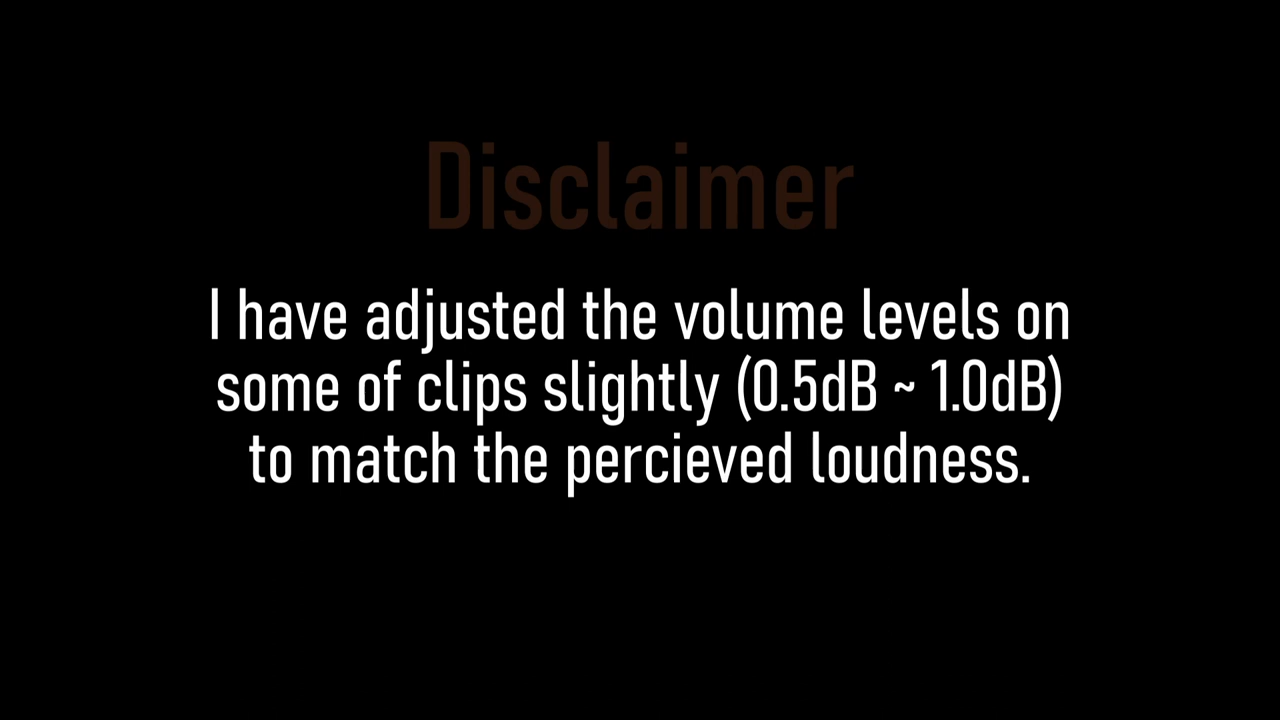 Disclaimer
I have adjusted the volume levels on
some of clips slightly (0.5dB ~ 1.0dB)
to match the percieved loudness.